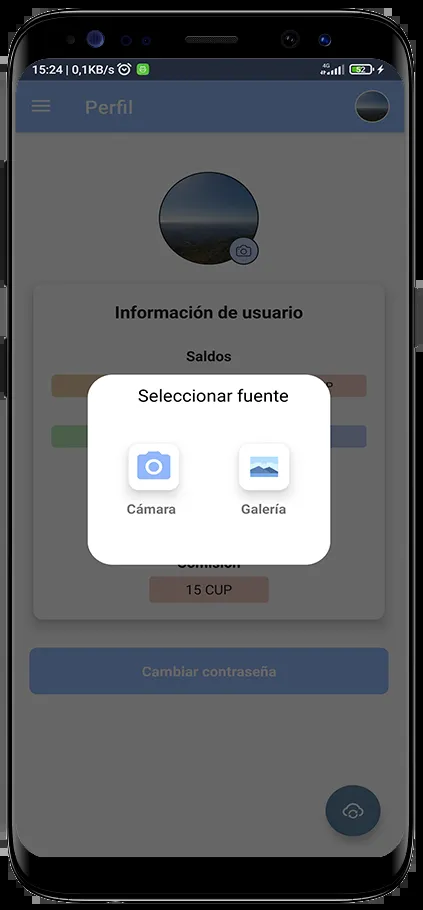 15:24 | 0,1KB/s
4G
52
Perfil
Información de usuario
Saldos
P
Seleccionar fuente
Cámara
Galería
Comisión
15 CUP
Cambiar contraseña